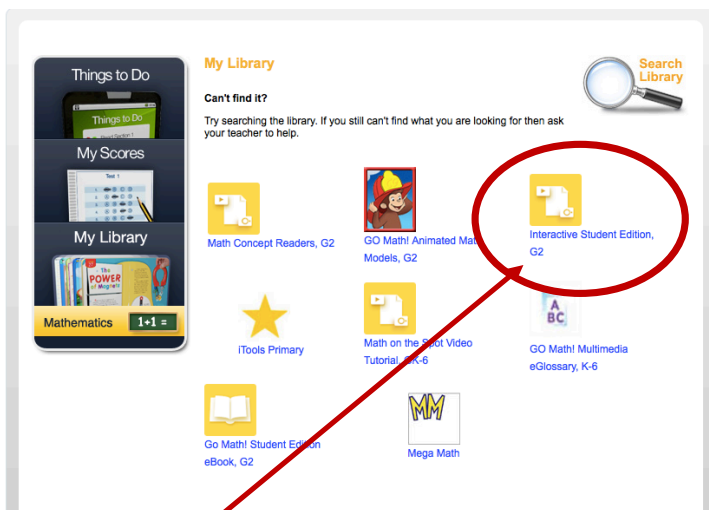 Things to Do
Things to Do
My Scores
Test 1
My Library
The
POWER
of Magnets
Mathematics
1+1 =
My Library
Search
Library
Can't find it?
Try searching the library. If you still can't find what you are looking for then ask
your teacher to help.
Math Concept Readers, G2
GO Math! Animated Math
Models, G2
Interactive Student Edition,
G2
iTools Primary
Math on the Spot Video
Tutorial, GK-6
A
BC
GO Math! Multimedia
eGlossary, K-6
Go Math! Student Edition
eBook, G2
MM
Mega Math